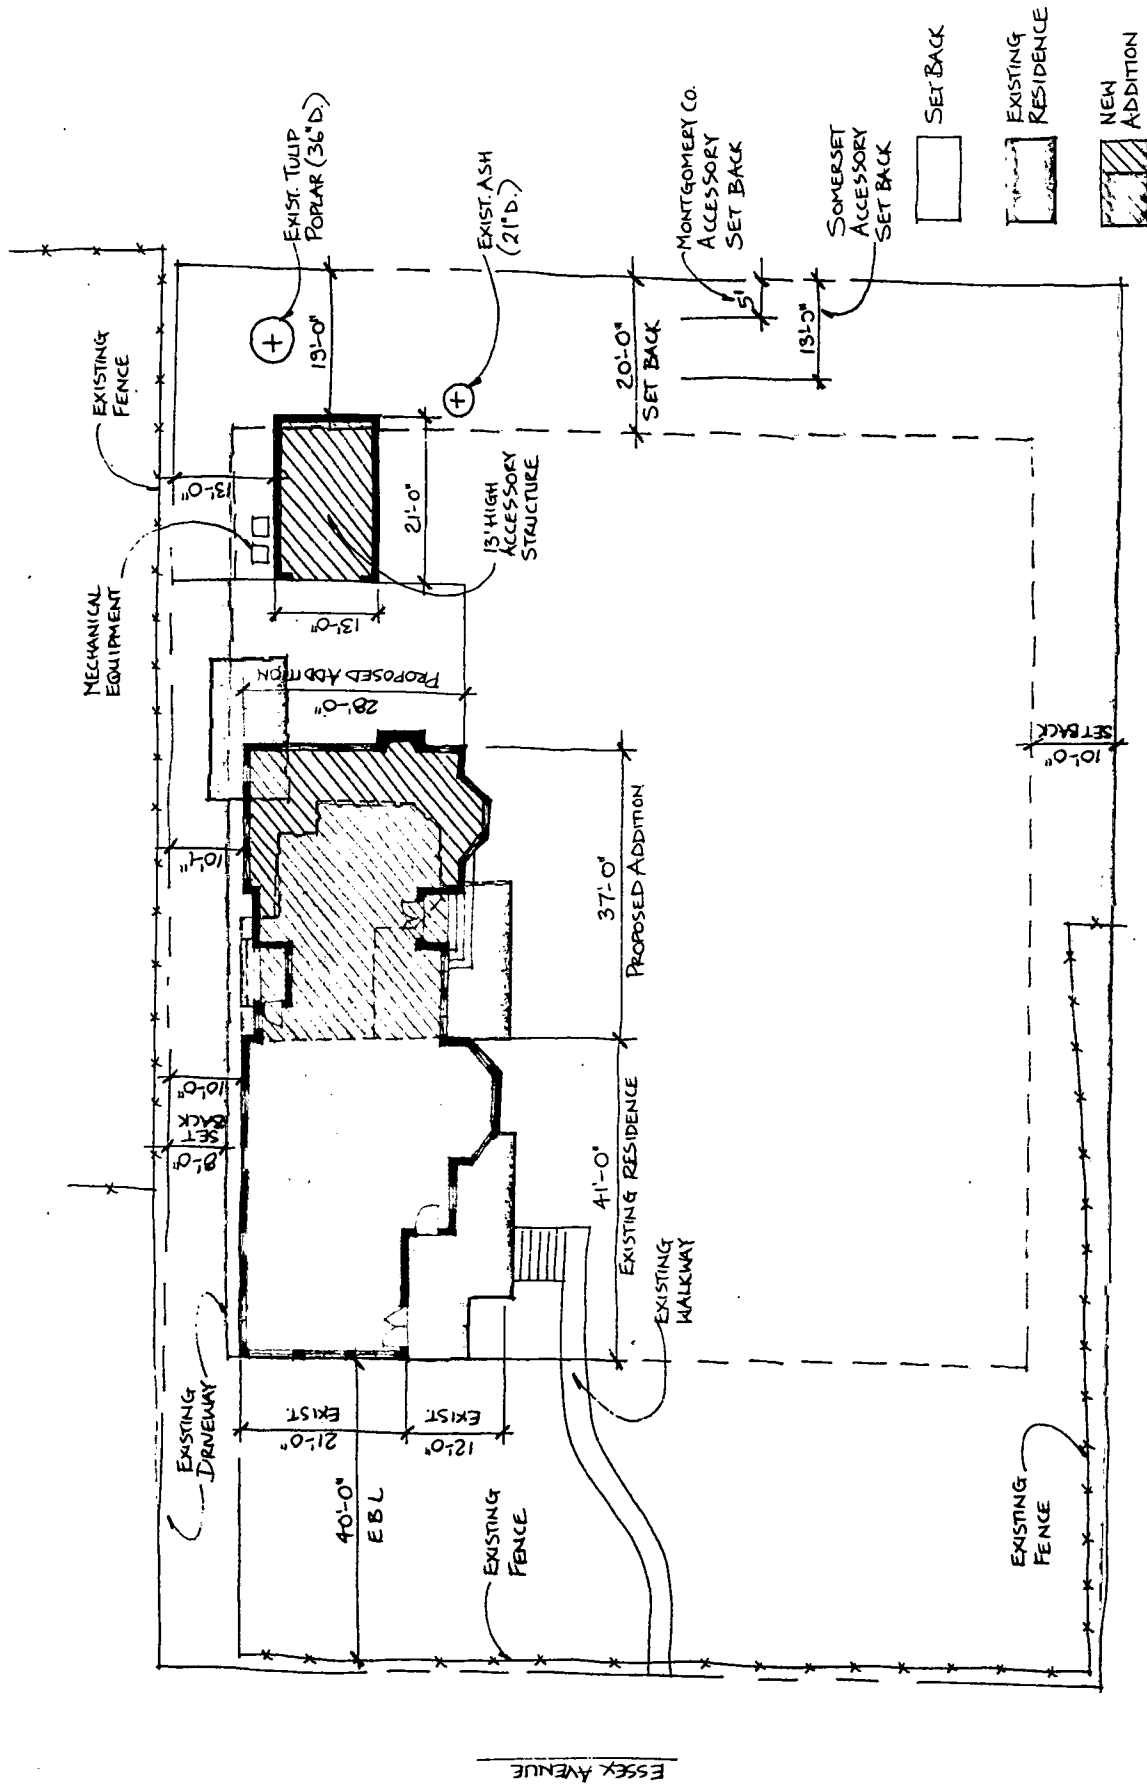 EXISTING
FENCE
EXIST. TULIP
POPLAR (36"D.)
13'-0"
19'-0"
MECHANICAL
EQUIPMENT
EXIST. ASH
(21"D.)
21'-0"
13' HIGH
ACCESSORY
STRUCTURE
13'-0"
PROPOSED ADDITION
28'-0"
20'-0"
SET BACK
MONTGOMERY CO.
ACCESSORY
SET BACK
5'
SOMERSET
ACCESSORY
SET BACK
13'-0"
SET BACK
EXISTING
RESIDENCE
NEW
ADDITION
10'-1"
37'-0"
PROPOSED ADDITION
10'-0"
SET BACK
10'-0"
SET
BACK
8'-0"
41'-0"
EXISTING RESIDENCE
EXISTING
WALKWAY
EXISTING
DRIVEWAY
EXIST.
21'-0"
EXIST.
12'-0"
40'-0"
EBL
EXISTING
FENCE
EXISTING
FENCE
ESSEX AVENUE